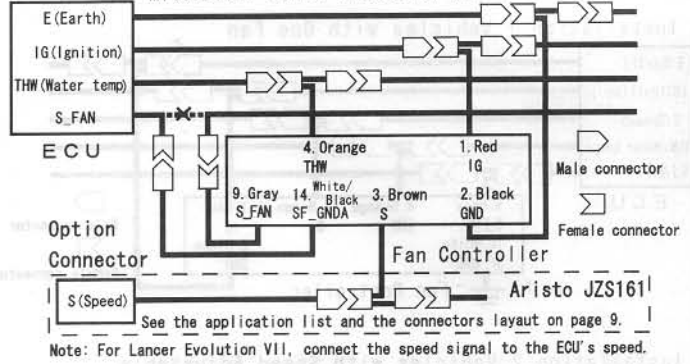 E(Earth)
IG(Ignition)
THW(Water temp)
S_FAN
ECU
4. Orange
THW
1. Red
IG
Male connector
9. Gray
S_FAN
14. White/
Black
SF_GNDA
3. Brown
S
2. Black
GND
Female connector
Option
Connector
Fan Controller
S(Speed)
Aristo JZS161
See the application list and the connectors layaut on page 9.
Note: For Lancer Evolution VII, connect the speed signal to the ECU's speed.